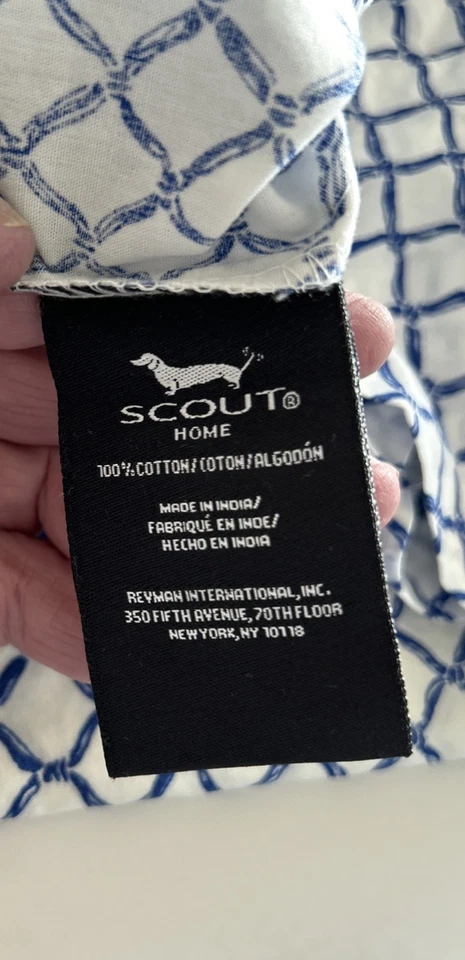 SCOUT®
HOME
100% COTTON/COTON/ALGODÓN
MADE IN INDIA/
FABRIQUÉ EN INDE/
HECHO EN INDIA
REVMAN INTERNATIONAL, INC.
350 FIFTH AVENUE, 70TH FLOOR
NEW YORK, NY 10118